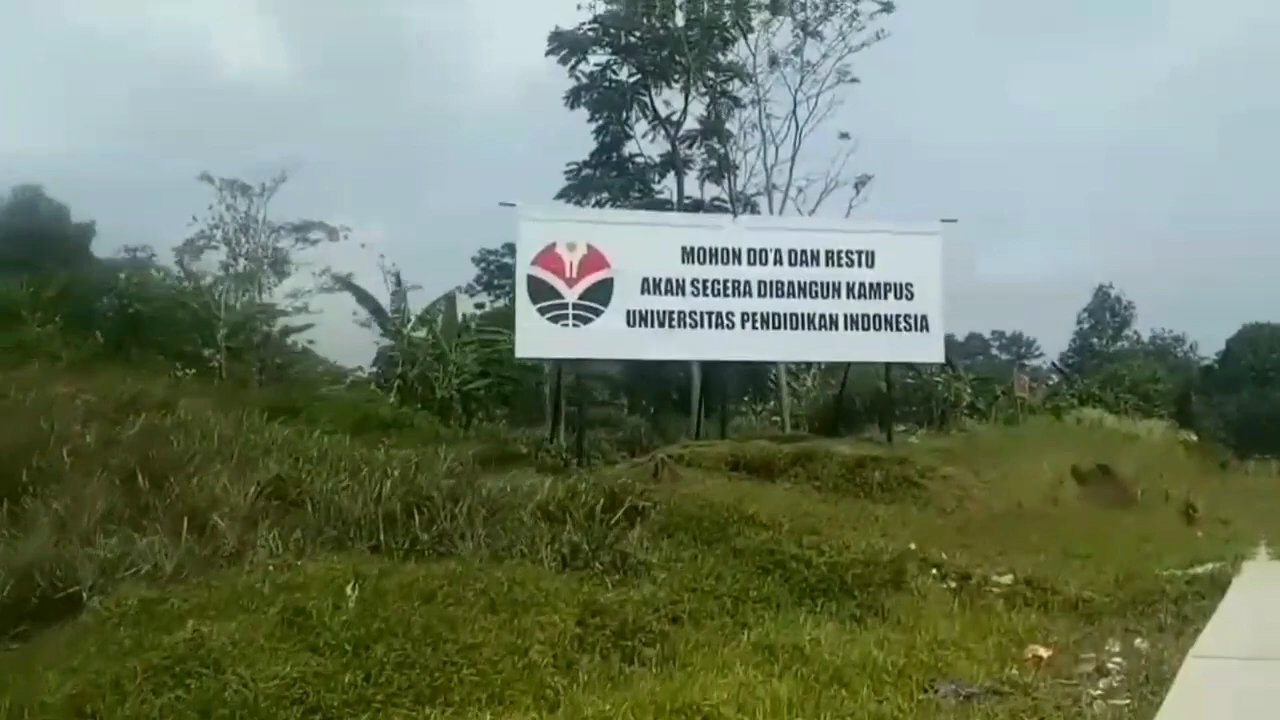 MOHON DO'A DAN RESTU
AKAN SEGERA DIBANGUN KAMPUS
UNIVERSITAS PENDIDIKAN INDONESIA